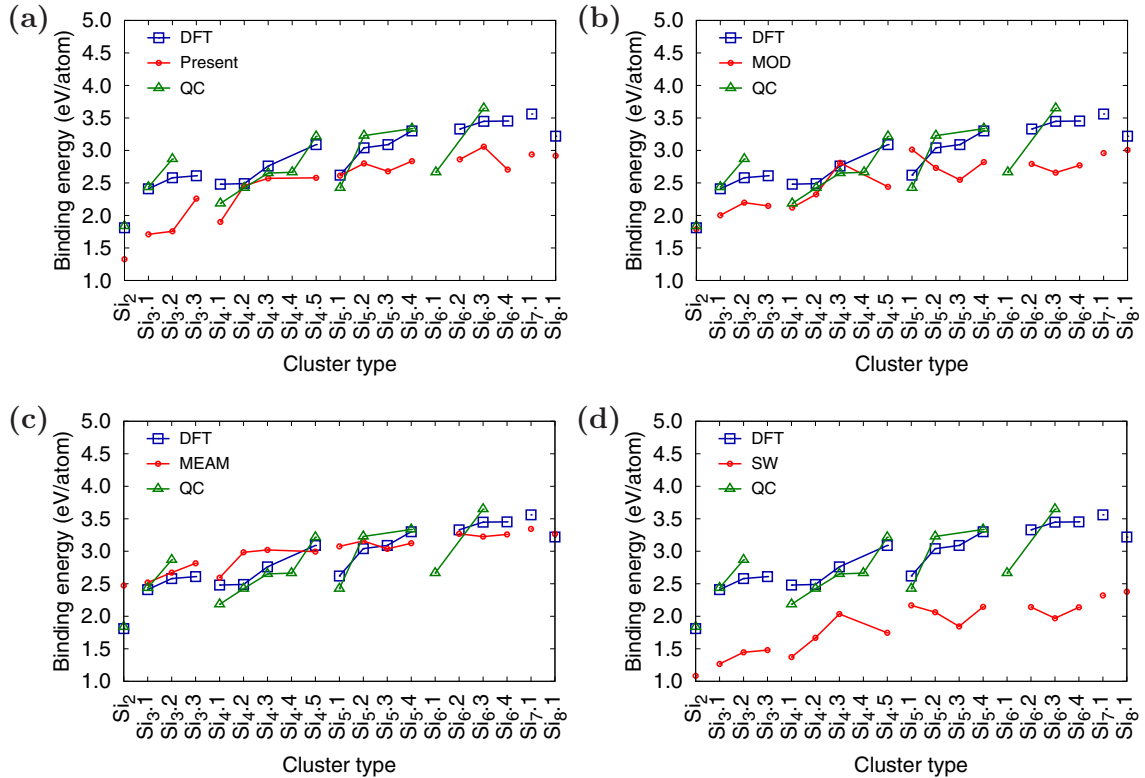 (a)
Binding energy (eV/atom)
5.0
4.5
4.0
3.5
3.0
2.5
2.0
1.5
1.0
DFT
Present
QC
Si₂
Si₃.1
Si₃.2
Si₃.3
Si₄.1
Si₄.2
Si₄.3
Si₄.4
Si₄.5
Si₅.1
Si₅.2
Si₅.3
Si₅.4
Si₆.1
Si₆.2
Si₆.3
Si₆.4
Si₇.1
Si₈.1
Cluster type
(b)
Binding energy (eV/atom)
5.0
4.5
4.0
3.5
3.0
2.5
2.0
1.5
1.0
DFT
MOD
QC
Si₂
Si₃.1
Si₃.2
Si₃.3
Si₄.1
Si₄.2
Si₄.3
Si₄.4
Si₄.5
Si₅.1
Si₅.2
Si₅.3
Si₅.4
Si₆.1
Si₆.2
Si₆.3
Si₆.4
Si₇.1
Si₈.1
Cluster type
(c)
Binding energy (eV/atom)
5.0
4.5
4.0
3.5
3.0
2.5
2.0
1.5
1.0
DFT
MEAM
QC
Si₂
Si₃.1
Si₃.2
Si₃.3
Si₄.1
Si₄.2
Si₄.3
Si₄.4
Si₄.5
Si₅.1
Si₅.2
Si₅.3
Si₅.4
Si₆.1
Si₆.2
Si₆.3
Si₆.4
Si₇.1
Si₈.1
Cluster type
(d)
Binding energy (eV/atom)
5.0
4.5
4.0
3.5
3.0
2.5
2.0
1.5
1.0
DFT
SW
QC
Si₂
Si₃.1
Si₃.2
Si₃.3
Si₄.1
Si₄.2
Si₄.3
Si₄.4
Si₄.5
Si₅.1
Si₅.2
Si₅.3
Si₅.4
Si₆.1
Si₆.2
Si₆.3
Si₆.4
Si₇.1
Si₈.1
Cluster type